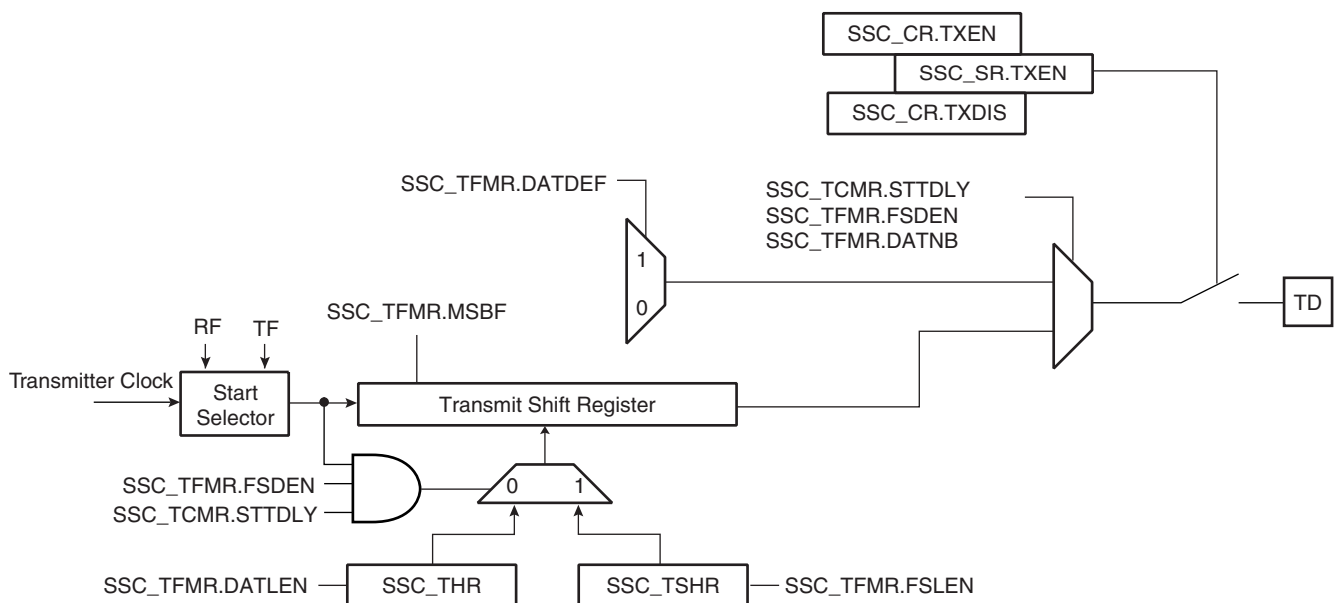 SSC_CR.TXEN
SSC_SR.TXEN
SSC_CR.TXDIS
SSC_TFMR.DATDEF
SSC_TCMR.STTDLY
SSC_TFMR.FSDEN
SSC_TFMR.DATNB
1
0
TD
SSC_TFMR.MSBF
RF
TF
Transmitter Clock
Start
Selector
Transmit Shift Register
SSC_TFMR.FSDEN
SSC_TCMR.STTDLY
0
1
SSC_TFMR.DATLEN
SSC_THR
SSC_TSHR
SSC_TFMR.FSLEN